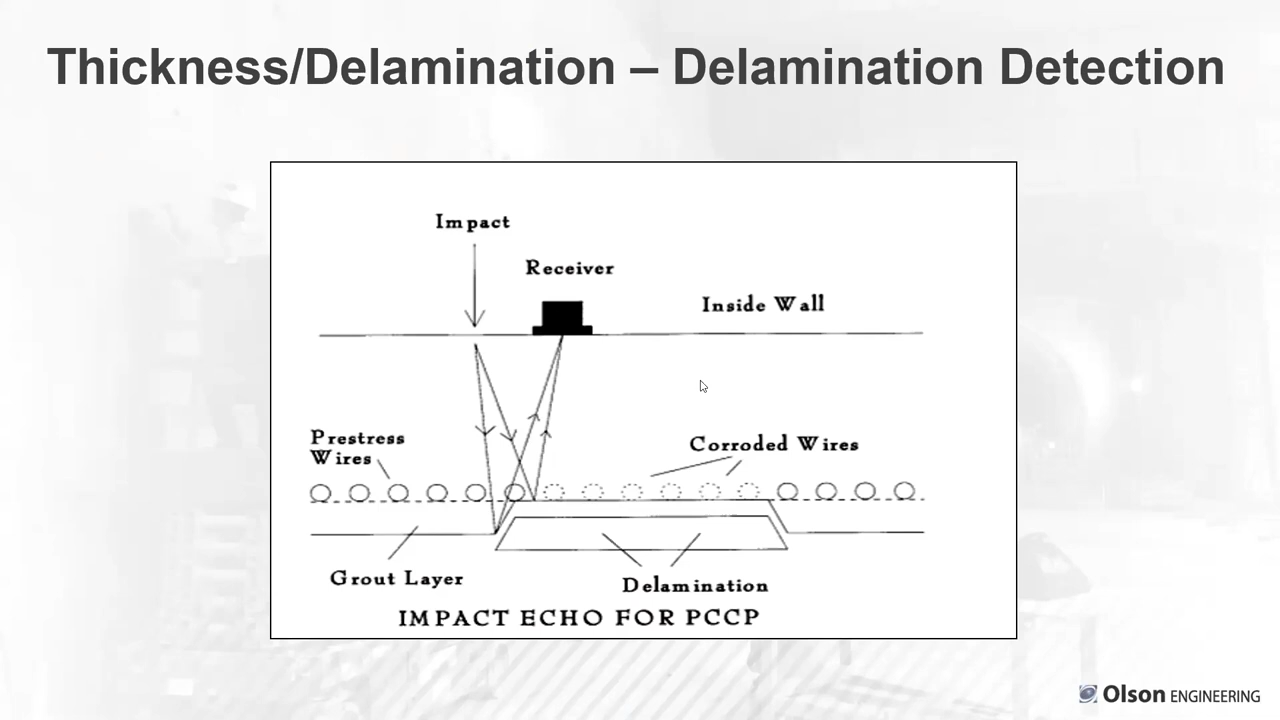 Thickness/Delamination – Delamination Detection
Impact
Receiver
Inside Wall
Prestress
Wires
Corroded Wires
Grout Layer
Delamination
IMPACT ECHO FOR PCCP
Olson ENGINEERING